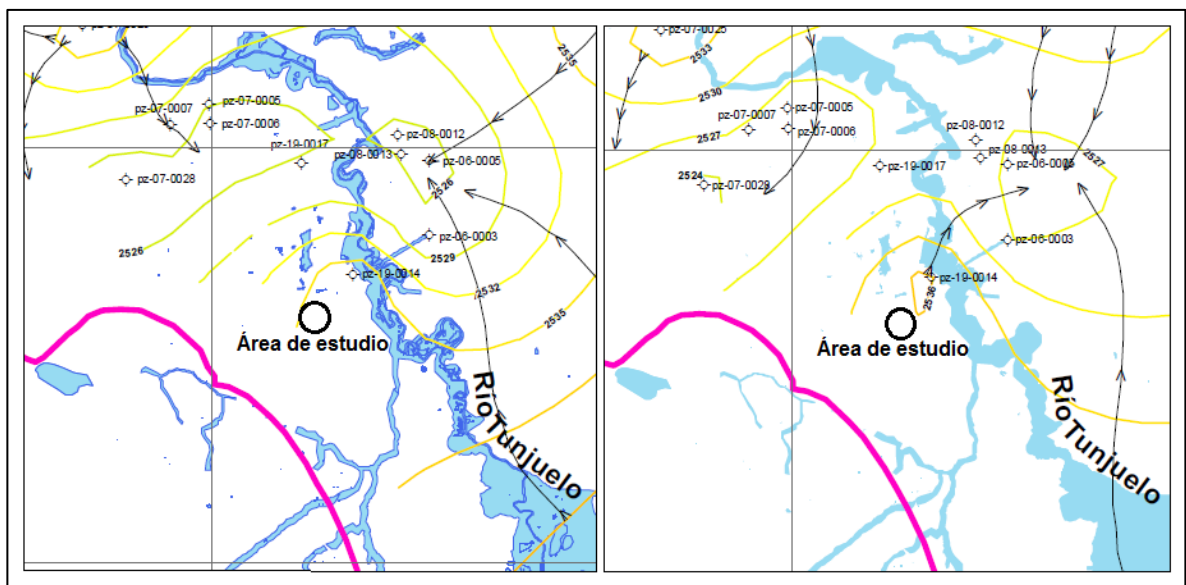 2535
pz-07-0005
pz-07-0007
pz-07-0006
pz-08-0012
pz-19-0017
pz-08-0013
pz-06-0005
pz-07-0028
2526
pz-06-0003
2526
2529
pz-19-0014
2532
2535
Área de estudio
Río Tunjuelo
pz-07-0025
2533
2530
pz-07-0005
pz-07-0007
pz-07-0006
2527
pz-08-0012
pz-08-0013
2527
pz-19-0017
pz-06-0005
2524
pz-07-0028
pz-06-0003
pz-19-0014
2536
Área de estudio
Río Tunjuelo